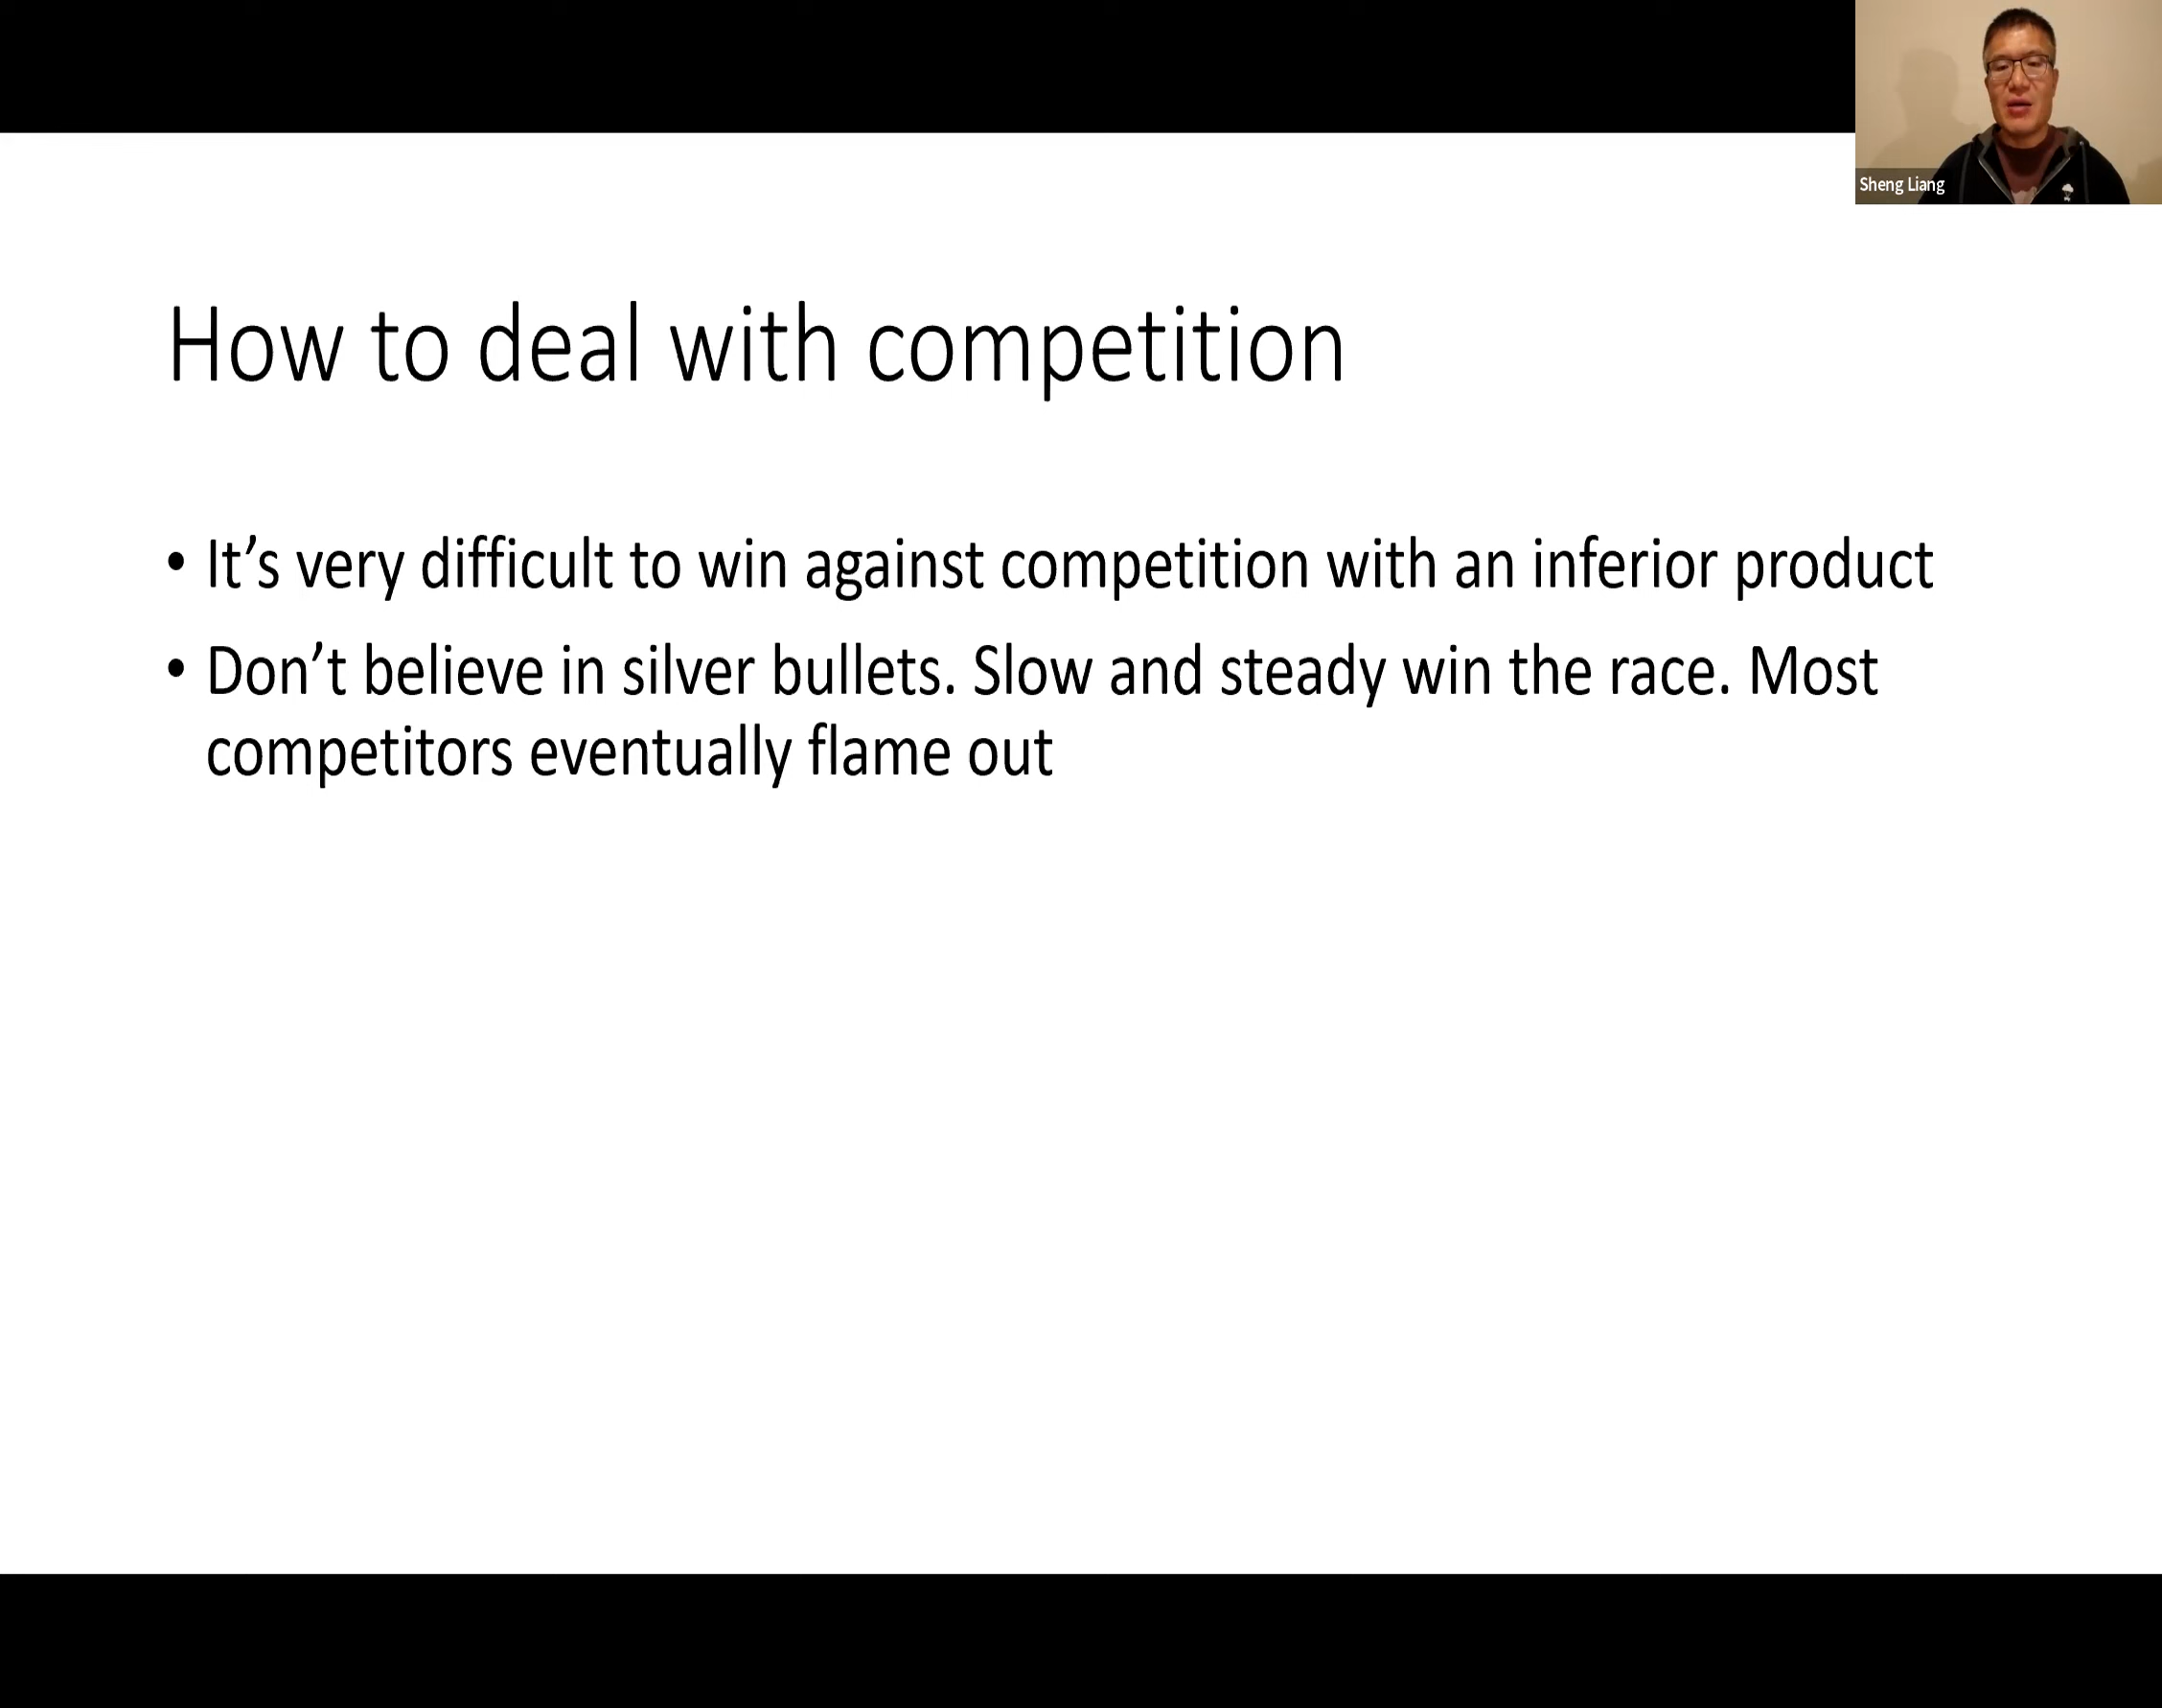 Sheng Liang
How to deal with competition
• It’s very difficult to win against competition with an inferior product
• Don’t believe in silver bullets. Slow and steady win the race. Most
competitors eventually flame out